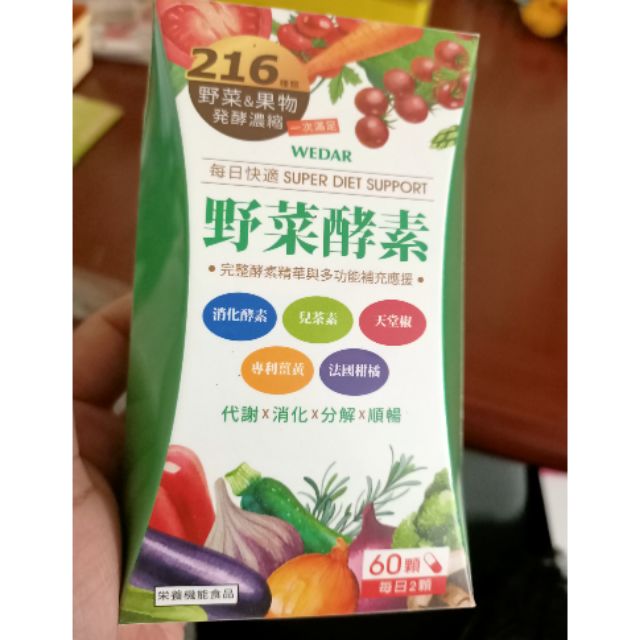 216種類
野菜&果物
発酵濃縮
一次滿足
WEDAR
每日快適 SUPER DIET SUPPORT
野菜酵素
•完整酵素精華與多功能補充應援•
消化酵素
兒茶素
天堂椒
專利薑黃
法國柑橘
代謝x消化x分解x順暢
60顆
每日2顆
栄養機能食品